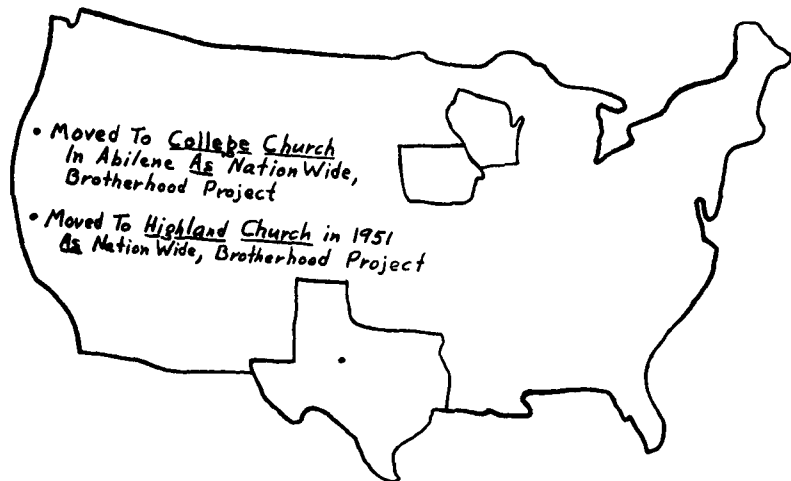 • Moved To College Church
In Abilene As Nation Wide,
Brotherhood Project
• Moved To Highland Church in 1951
As Nation Wide, Brotherhood Project